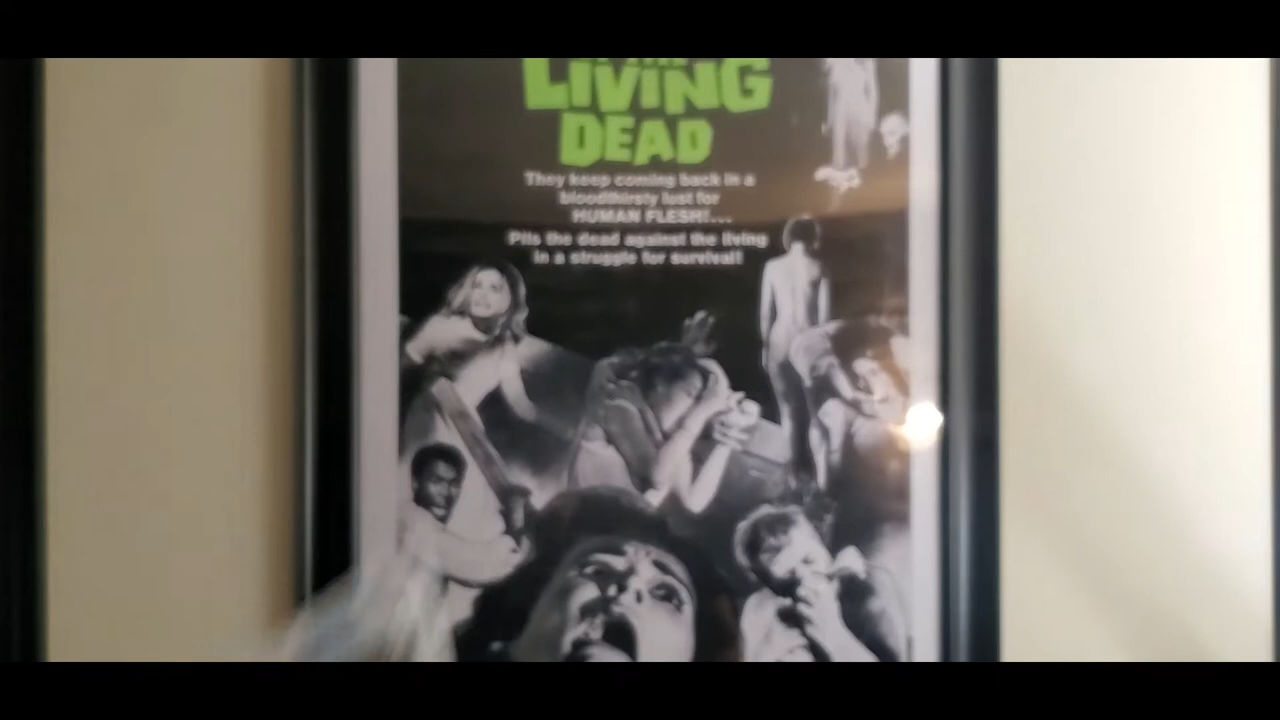 LIVING
DEAD
They keep coming back in a
bloodthirsty lust for
HUMAN FLESH!...
Pits the dead against the living
in a struggle for survival!